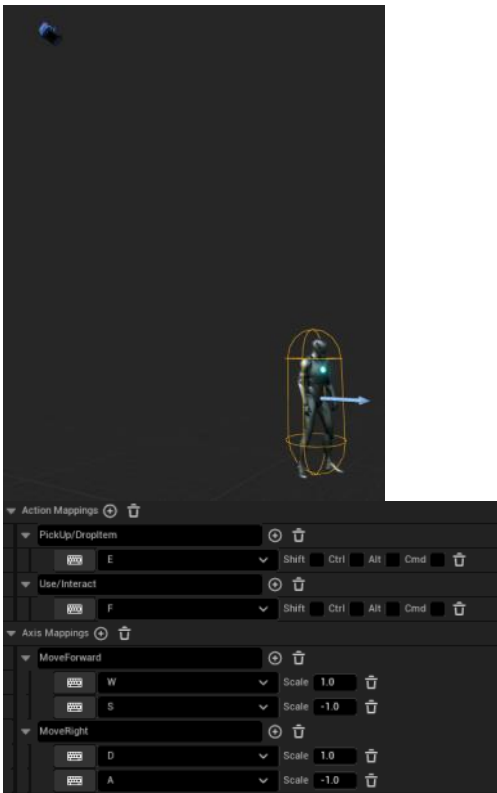 Action Mappings
PickUp/DropItem
E Shift Ctrl Alt Cmd
Use/Interact
F Shift Ctrl Alt Cmd
Axis Mappings
MoveForward
W Scale 1.0
S Scale -1.0
MoveRight
D Scale 1.0
A Scale -1.0